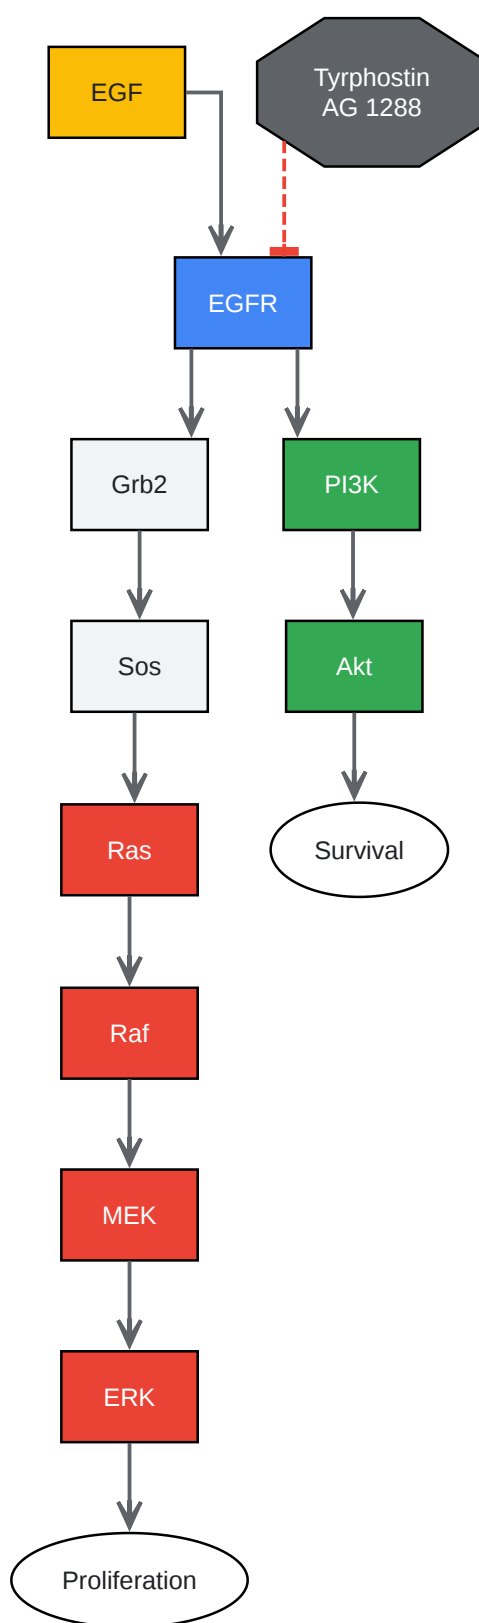 EGF
Tyrphostin
AG 1288
EGFR
Grb2
PI3K
Sos
Akt
Ras
Survival
Raf
MEK
ERK
Proliferation